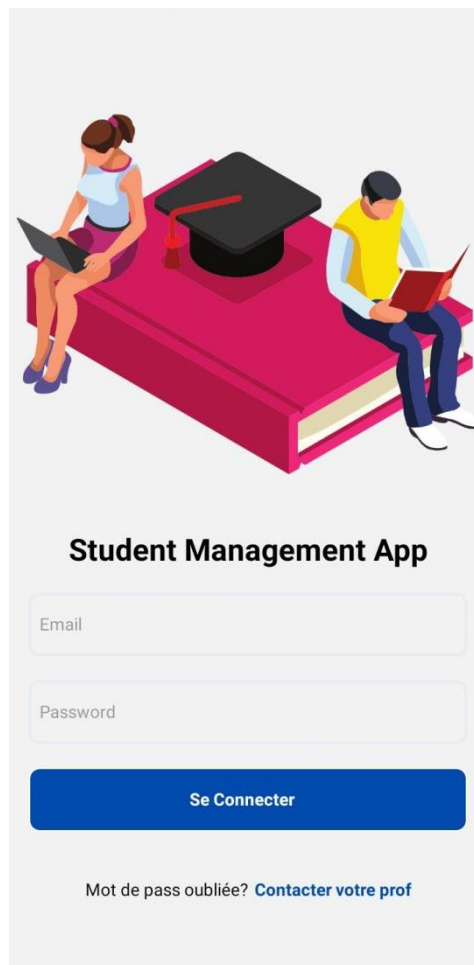 Student Management App
Email
Password
Se Connecter
Mot de pass oubliée? Contacter votre prof